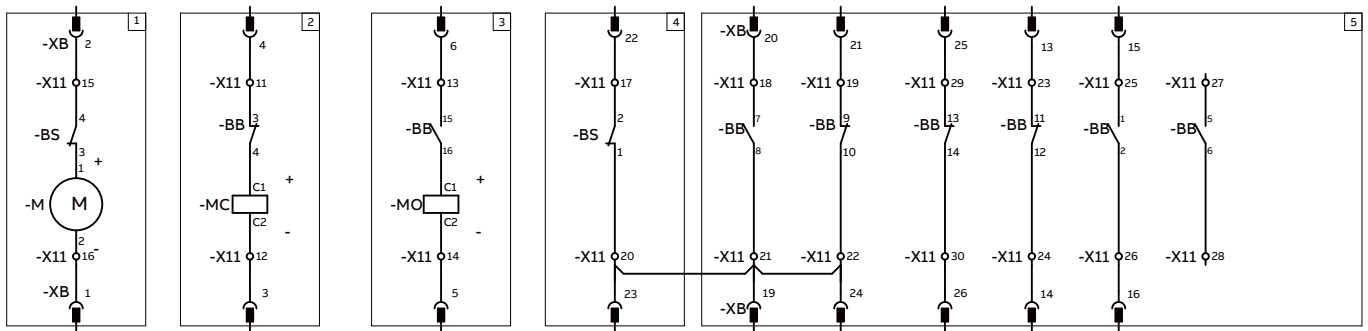 1 2 3 4 5
-XB 2 4 6 22 -XB 20 21 25 13 15
-X11 15 -X11 11 -X11 13 -X11 17 -X11 18 -X11 19 -X11 29 -X11 23 -X11 25 -X11 27
4 3 15 2 7 9 13 11 1 5
-BS -BB -BB -BS -BB -BB -BB -BB -BB -BB
3 4 16 1 8 10 14 12 2 6
1 +
C1 + C1 +
-M M -MC -MO
C2 - C2 -
2 -
-X11 16 -X11 12 -X11 14 -X11 20 -X11 21 -X11 22 -X11 30 -X11 24 -X11 26 -X11 28
-XB 1 3 5 23 -XB 19 24 26 14 16